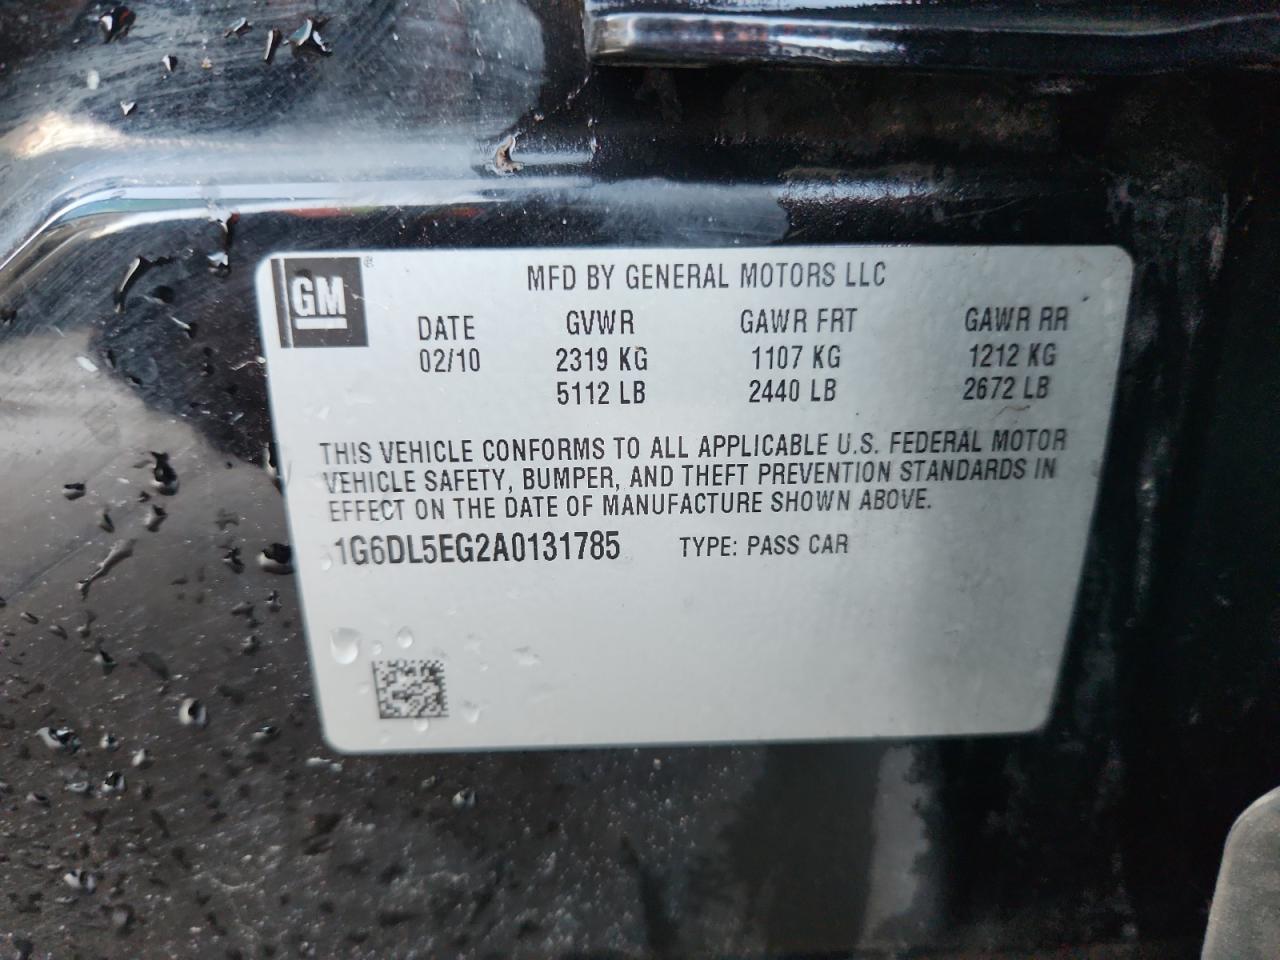 GM ®
MFD BY GENERAL MOTORS LLC
DATE GVWR GAWR FRT GAWR RR
02/10 2319 KG 1107 KG 1212 KG
5112 LB 2440 LB 2672 LB
THIS VEHICLE CONFORMS TO ALL APPLICABLE U.S. FEDERAL MOTOR
VEHICLE SAFETY, BUMPER, AND THEFT PREVENTION STANDARDS IN
EFFECT ON THE DATE OF MANUFACTURE SHOWN ABOVE.
1G6DL5EG2A0131785 TYPE: PASS CAR